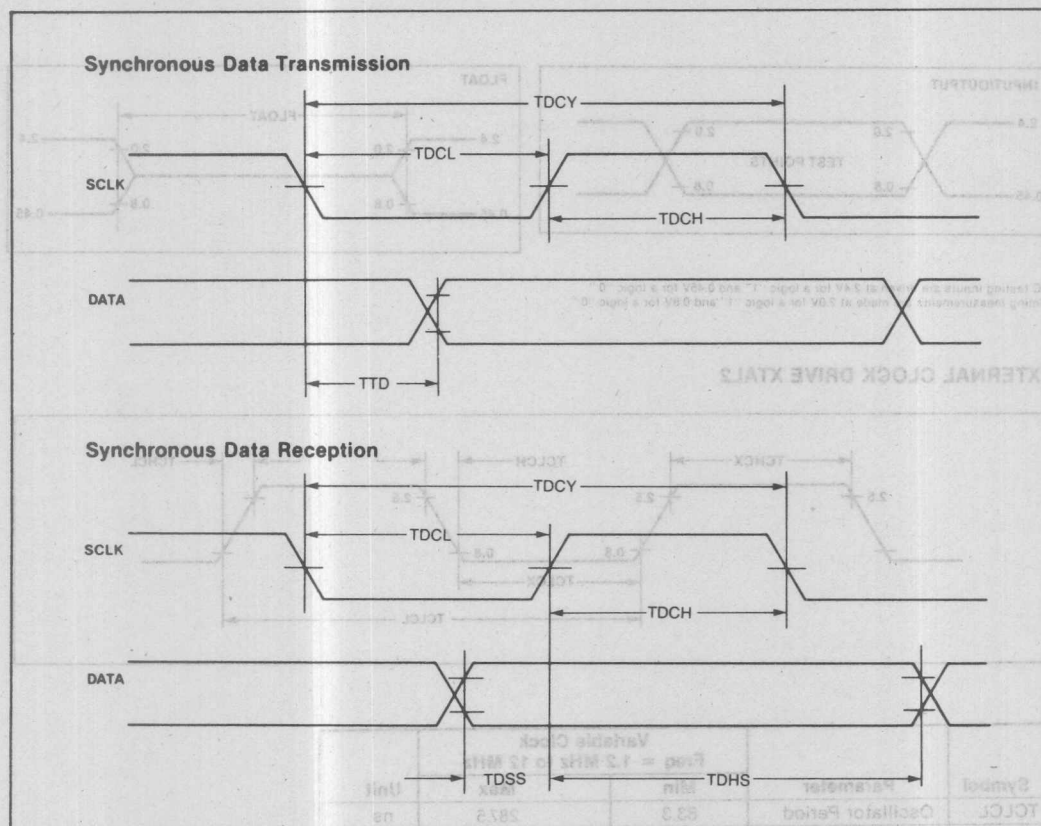 Synchronous Data Transmission
TDCY
TDCL
SCLK
TDCH
DATA
TTD
Synchronous Data Reception
TDCY
TDCL
SCLK
TDCH
DATA
TDSS
TDHS